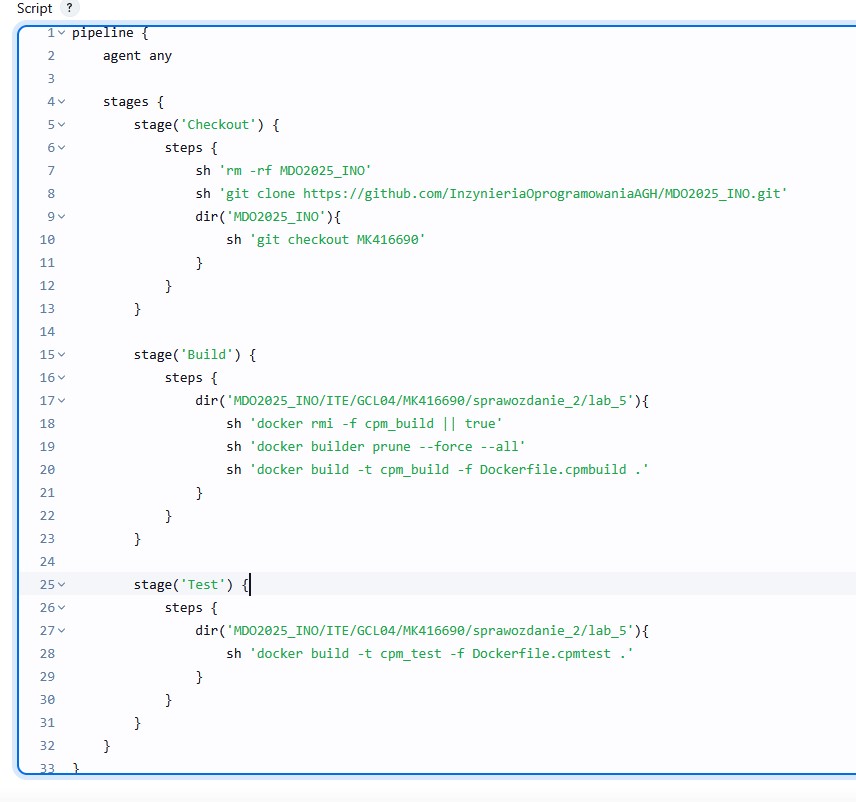 Script ?
1 pipeline {
2     agent any
3
4     stages {
5         stage('Checkout') {
6             steps {
7                 sh 'rm -rf MDO2025_INO'
8                 sh 'git clone https://github.com/InzynieriaOprogramowaniaAGH/MDO2025_INO.git'
9                 dir('MDO2025_INO'){
10                     sh 'git checkout MK416690'
11                 }
12             }
13         }
14
15         stage('Build') {
16             steps {
17                 dir('MDO2025_INO/ITE/GCL04/MK416690/sprawozdanie_2/lab_5'){
18                     sh 'docker rmi -f cpm_build || true'
19                     sh 'docker builder prune --force --all'
20                     sh 'docker build -t cpm_build -f Dockerfile.cpmbuild .'
21                 }
22             }
23         }
24
25         stage('Test') {
26             steps {
27                 dir('MDO2025_INO/ITE/GCL04/MK416690/sprawozdanie_2/lab_5'){
28                     sh 'docker build -t cpm_test -f Dockerfile.cpmtest .'
29                 }
30             }
31         }
32     }
33 }